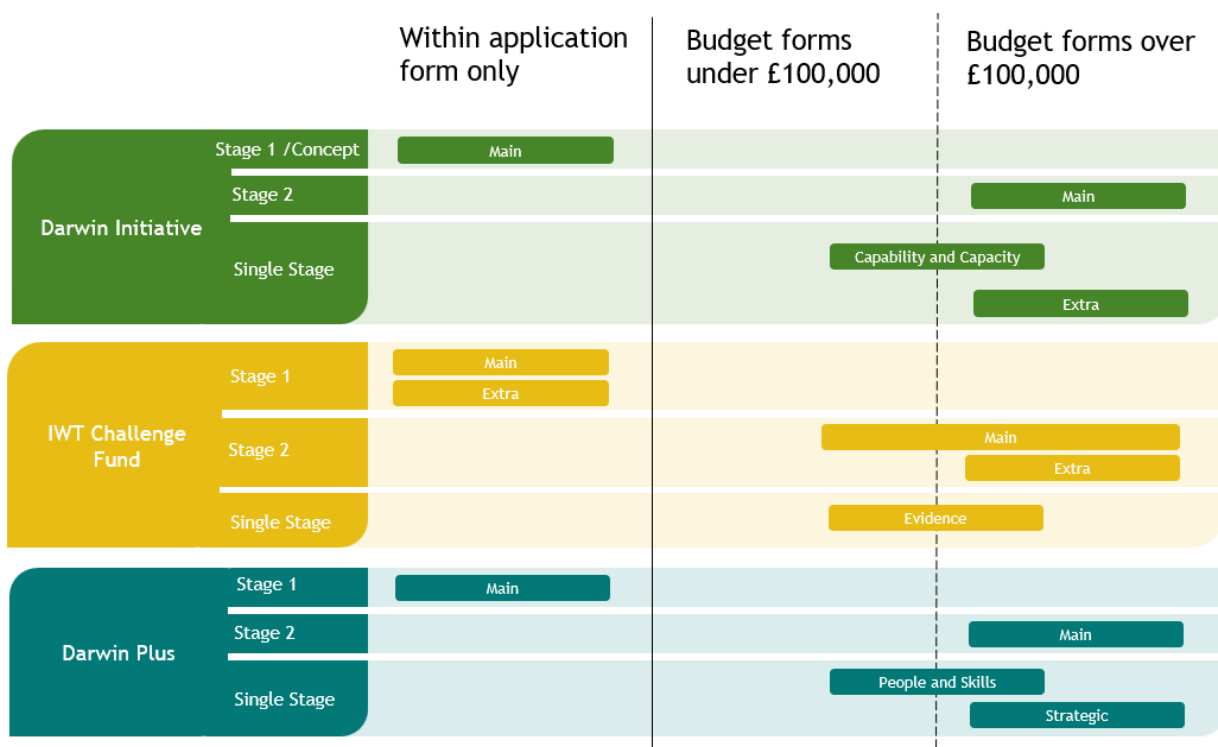 Within application
form only
Budget forms
under £100,000
Budget forms over
£100,000
Darwin Initiative
Stage 1 /Concept
Main
Stage 2
Main
Single Stage
Capability and Capacity
Extra
IWT Challenge
Fund
Stage 1
Main
Extra
Stage 2
Main
Extra
Single Stage
Evidence
Darwin Plus
Stage 1
Main
Stage 2
Main
Single Stage
People and Skills
Strategic